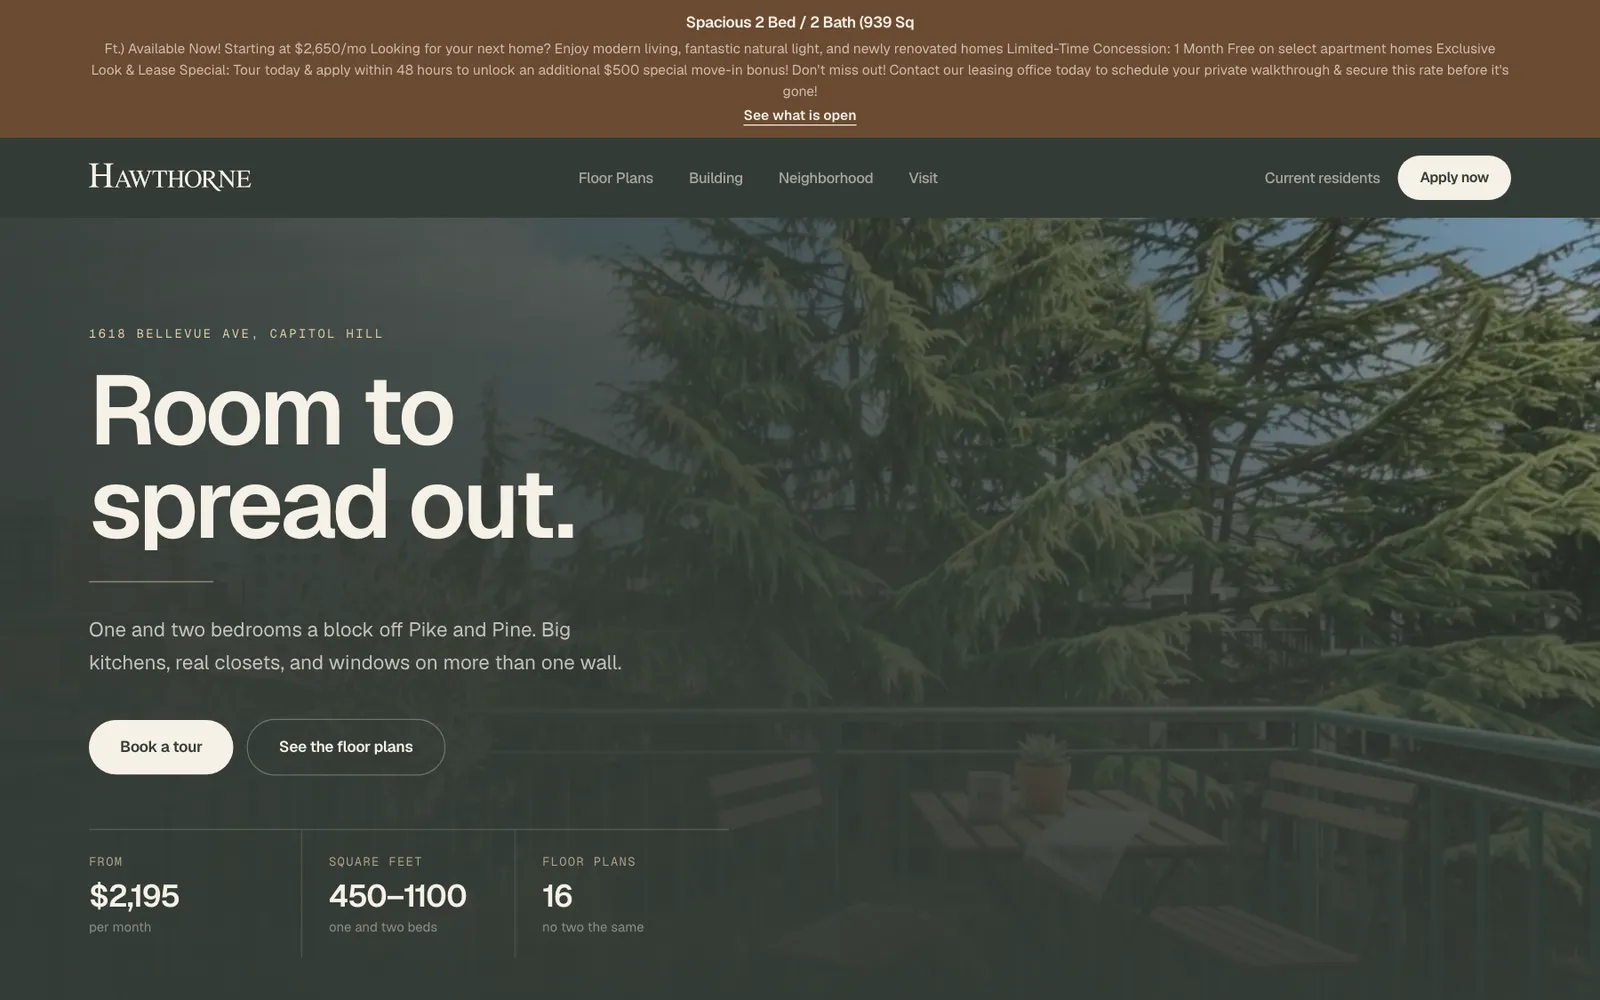 Spacious 2 Bed / 2 Bath (939 Sq
Ft.) Available Now! Starting at $2,650/mo Looking for your next home? Enjoy modern living, fantastic natural light, and newly renovated homes Limited-Time Concession: 1 Month Free on select apartment homes Exclusive
Look & Lease Special: Tour today & apply within 48 hours to unlock an additional $500 special move-in bonus! Don't miss out! Contact our leasing office today to schedule your private walkthrough & secure this rate before it's
gone!
See what is open
HAWTHORNE
Floor Plans
Building
Neighborhood
Visit
Current residents
Apply now
1618 BELLEVUE AVE, CAPITOL HILL
Room to
spread out.
One and two bedrooms a block off Pike and Pine. Big
kitchens, real closets, and windows on more than one wall.
Book a tour
See the floor plans
FROM
$2,195
per month
SQUARE FEET
450–1100
one and two beds
FLOOR PLANS
16
no two the same